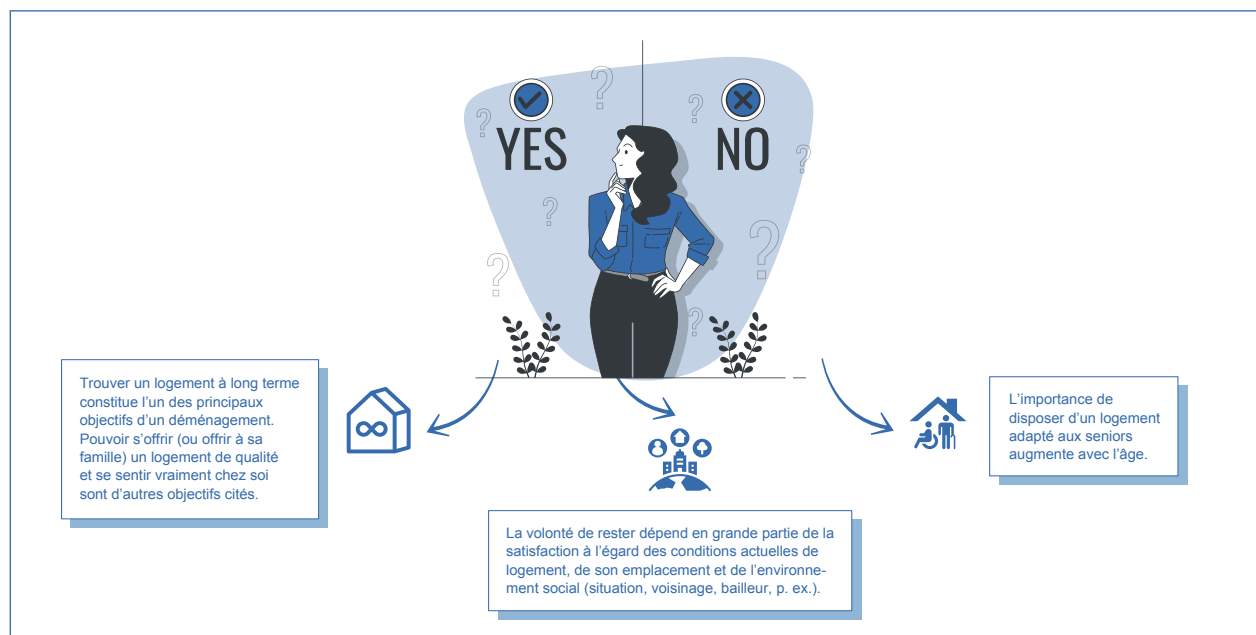 YES
NO
Trouver un logement à long terme
constitue l’un des principaux
objectifs d’un déménagement.
Pouvoir s’offrir (ou offrir à sa
famille) un logement de qualité
et se sentir vraiment chez soi
sont d’autres objectifs cités.
La volonté de rester dépend en grande partie de la
satisfaction à l’égard des conditions actuelles de
logement, de son emplacement et de l’environne-
ment social (situation, voisinage, bailleur, p. ex.).
L’importance de
disposer d’un logement
adapté aux seniors
augmente avec l’âge.